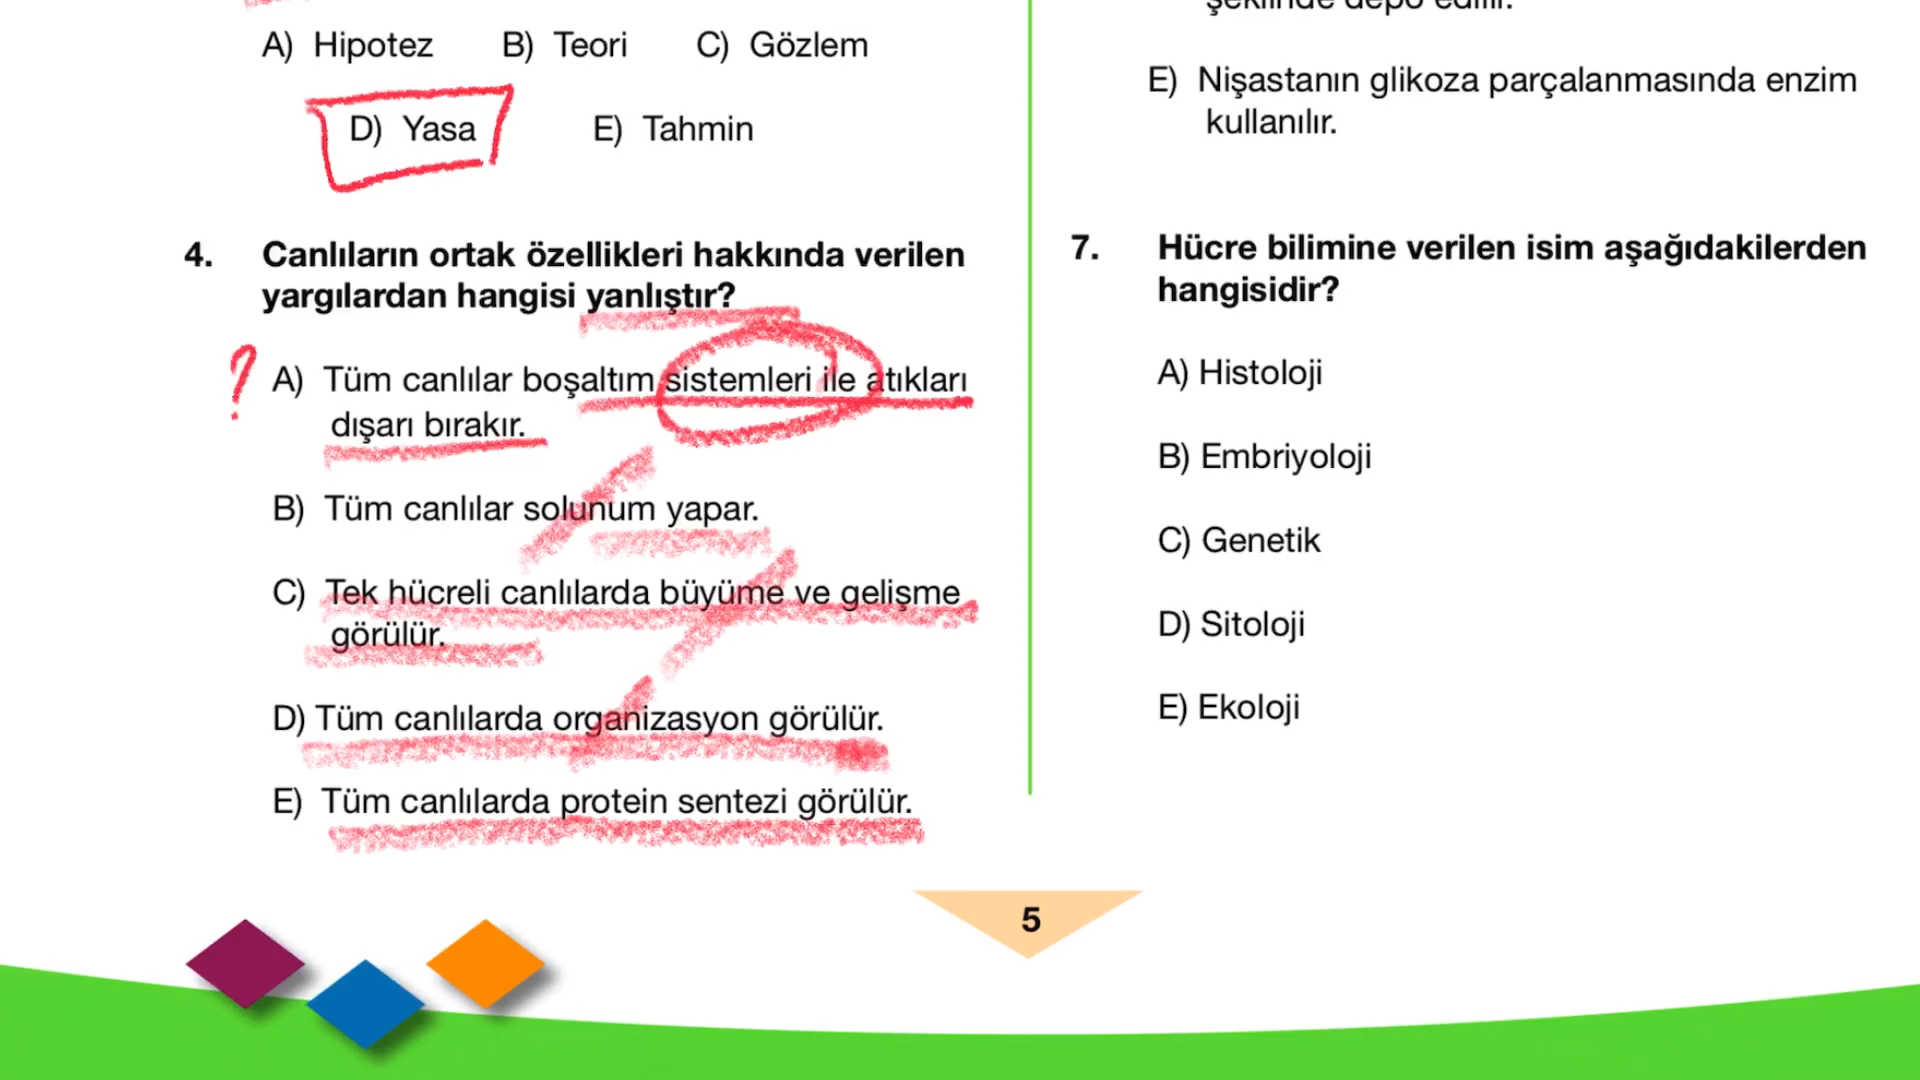 A) Hipotez B) Teori C) Gözlem
D) Yasa E) Tahmin
4. Canlıların ortak özellikleri hakkında verilen
yargılardan hangisi yanlıştır?
? A) Tüm canlılar boşaltım sistemleri ile atıkları
dışarı bırakır.
B) Tüm canlılar solunum yapar.
C) Tek hücreli canlılarda büyüme ve gelişme
görülür.
D) Tüm canlılarda organizasyon görülür.
E) Tüm canlılarda protein sentezi görülür.
şeklinde depo edilir.
E) Nişastanın glikoza parçalanmasında enzim
kullanılır.
7. Hücre bilimine verilen isim aşağıdakilerden
hangisidir?
A) Histoloji
B) Embriyoloji
C) Genetik
D) Sitoloji
E) Ekoloji
5